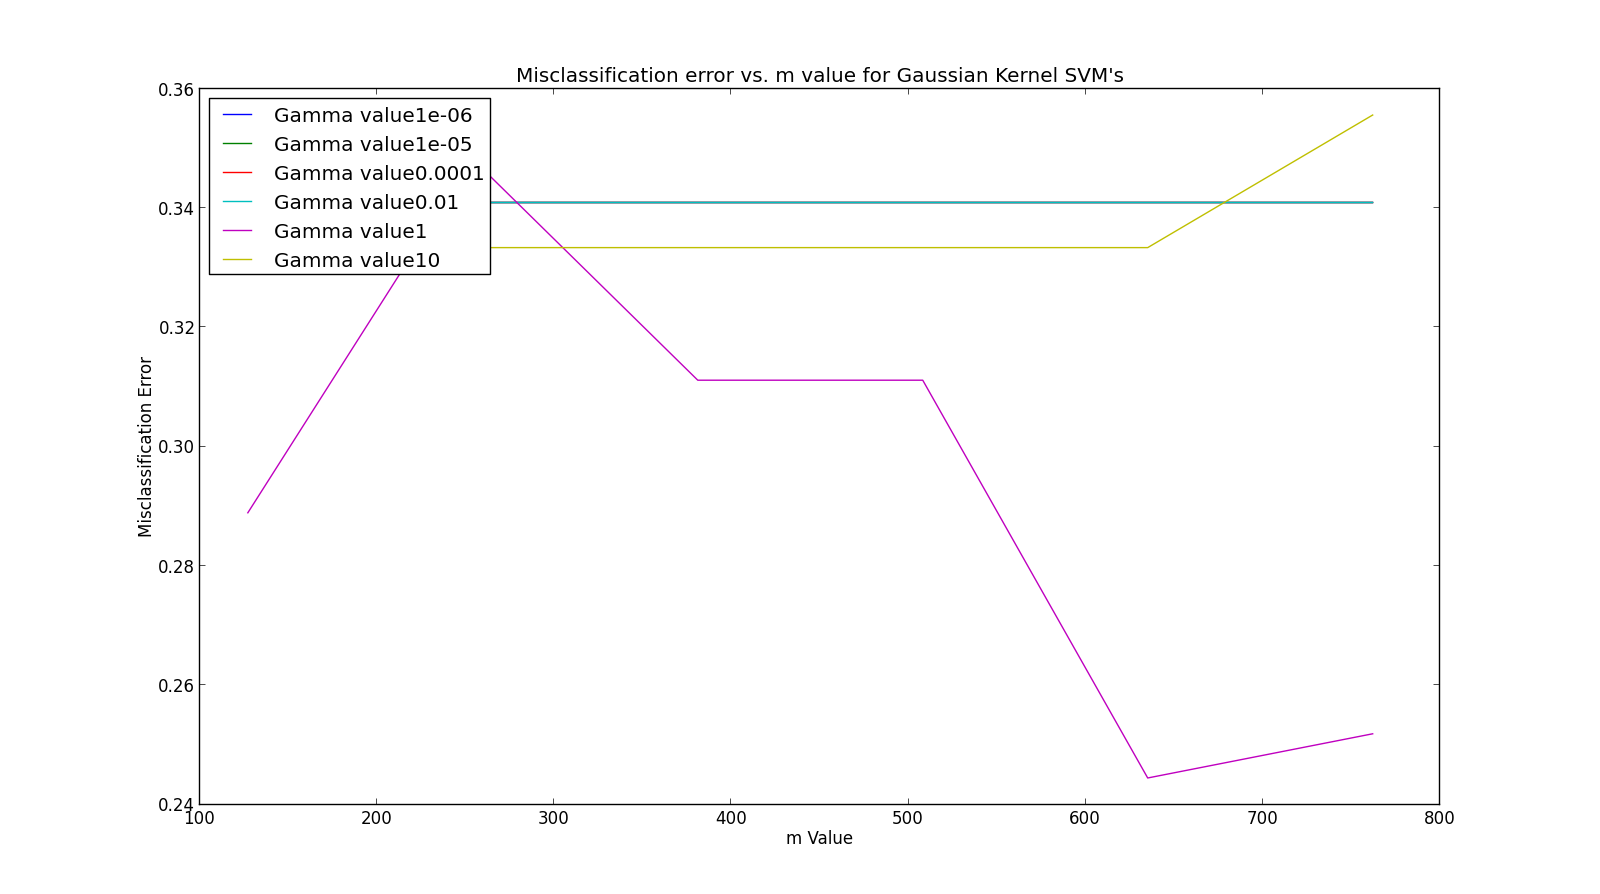 Misclassification error vs. m value for Gaussian Kernel SVM's
0.36
0.34
0.32
0.30
0.28
0.26
0.24
Misclassification Error
Gamma value1e-06
Gamma value1e-05
Gamma value0.0001
Gamma value0.01
Gamma value1
Gamma value10
100 200 300 400 500 600 700 800
m Value